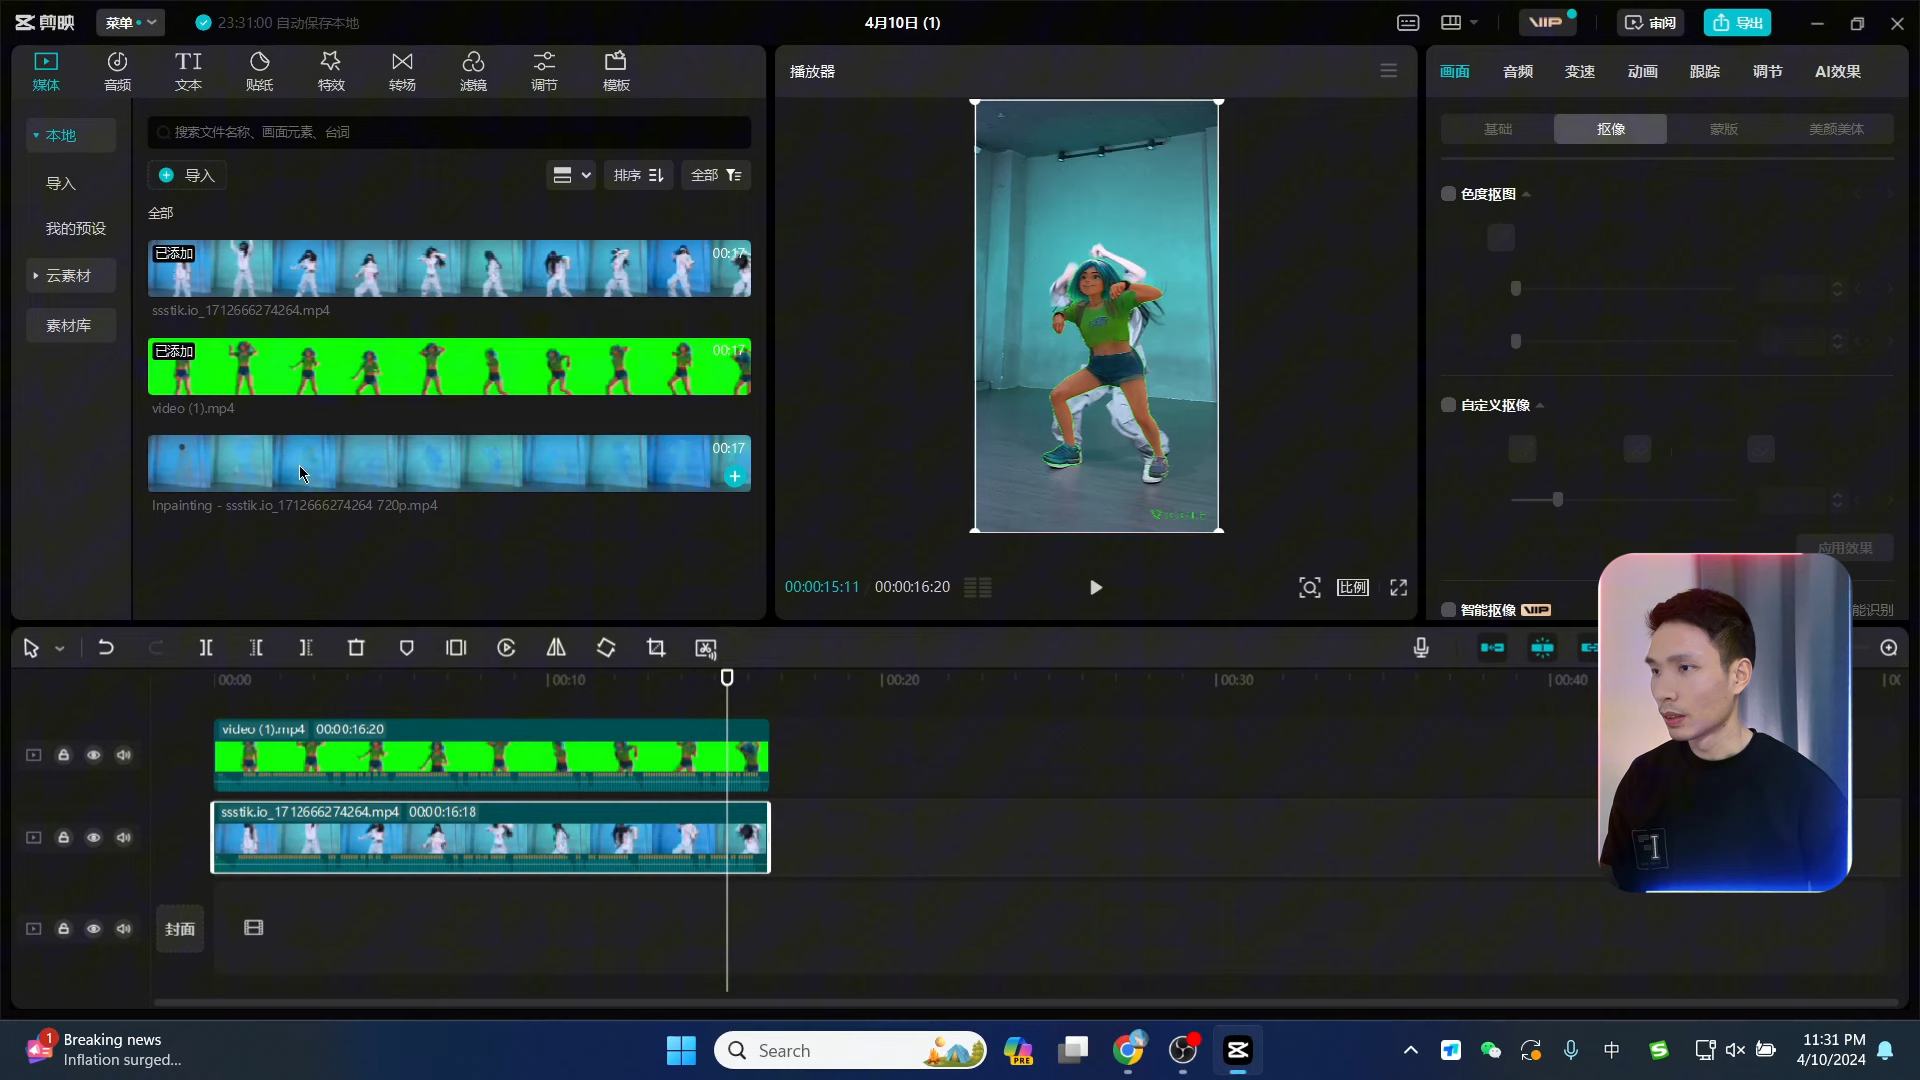 剪映
菜单
23:31:00 自动保存本地
4月10日 (1)
VIP
审阅
导出
媒体
音频
文本
贴纸
特效
转场
滤镜
调节
模板
播放器
画面
音频
变速
动画
跟踪
调节
AI效果
本地
导入
我的预设
云素材
素材库
搜索文件名称、画面元素、台词
导入
排序
全部
全部
已添加
00:17
ssstik.io_1712666274264.mp4
已添加
00:17
video (1).mp4
00:17
Inpainting - ssstik.io_1712666274264 720p.mp4
00:00:15:11
00:00:16:20
比例
基础
抠像
蒙版
美颜美体
色度抠图
自定义抠像
应用效果
智能抠像
VIP
能识别
00:00
00:10
00:20
00:30
00:40
video (1).mp4 00:00:16:20
ssstik.io_1712666274264.mp4 00:00:16:18
封面
1
Breaking news
Inflation surged...
Search
PRE
中
11:31 PM
4/10/2024